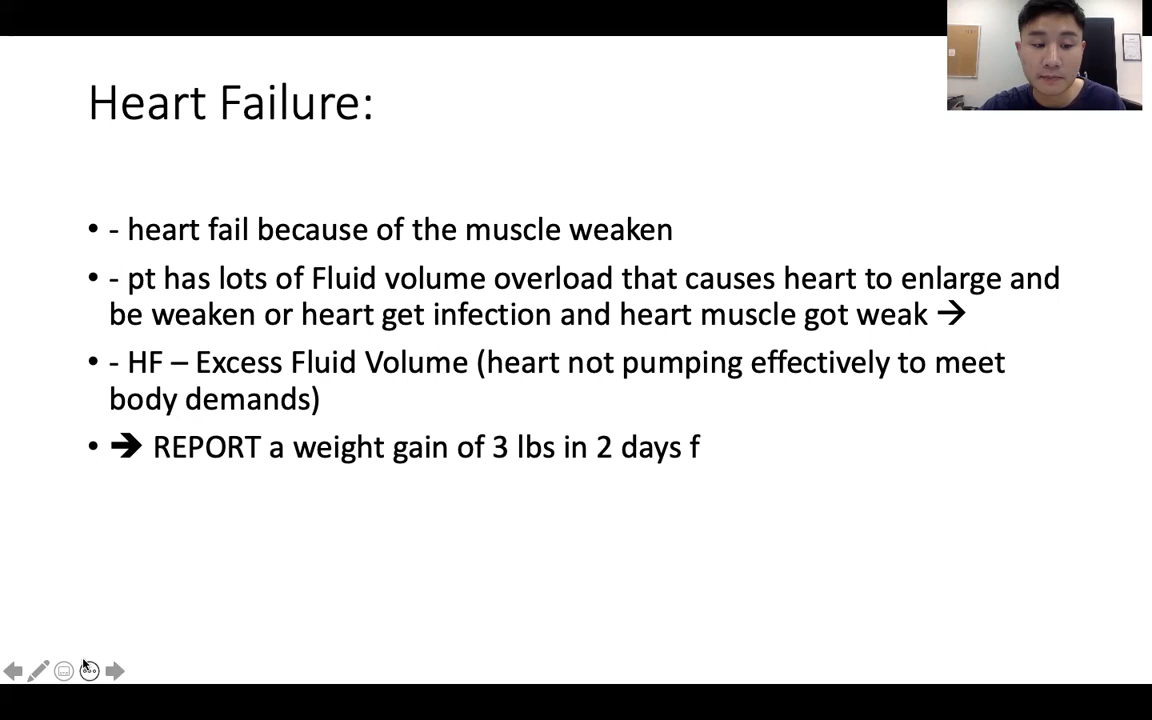 Heart Failure:
• - heart fail because of the muscle weaken
• - pt has lots of Fluid volume overload that causes heart to enlarge and
be weaken or heart get infection and heart muscle got weak →
• - HF – Excess Fluid Volume (heart not pumping effectively to meet
body demands)
• ➔ REPORT a weight gain of 3 lbs in 2 days f